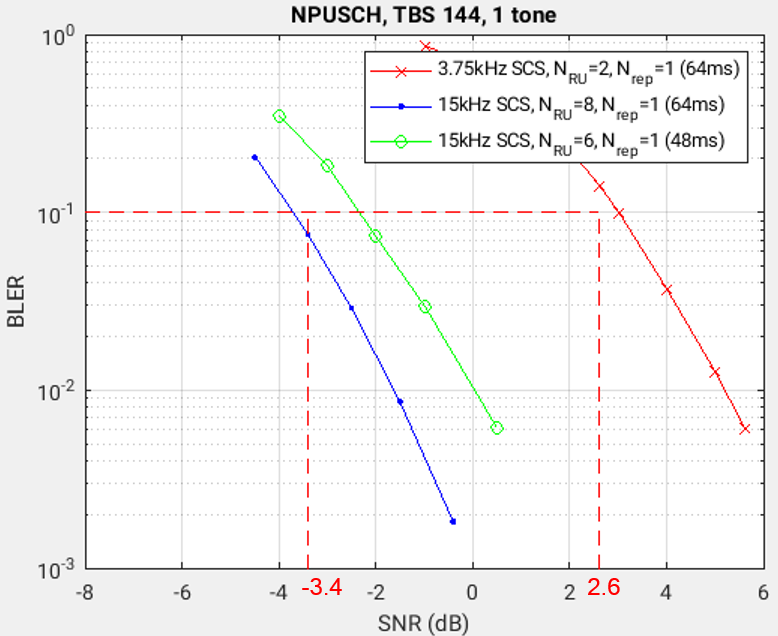 NPUSCH, TBS 144, 1 tone
3.75kHz SCS, N_RU=2, N_rep=1 (64ms)
15kHz SCS, N_RU=8, N_rep=1 (64ms)
15kHz SCS, N_RU=6, N_rep=1 (48ms)
10^0
10^-1
10^-2
10^-3
BLER
-8 -6 -4 -3.4 -2 0 2 2.6 4 6
SNR (dB)